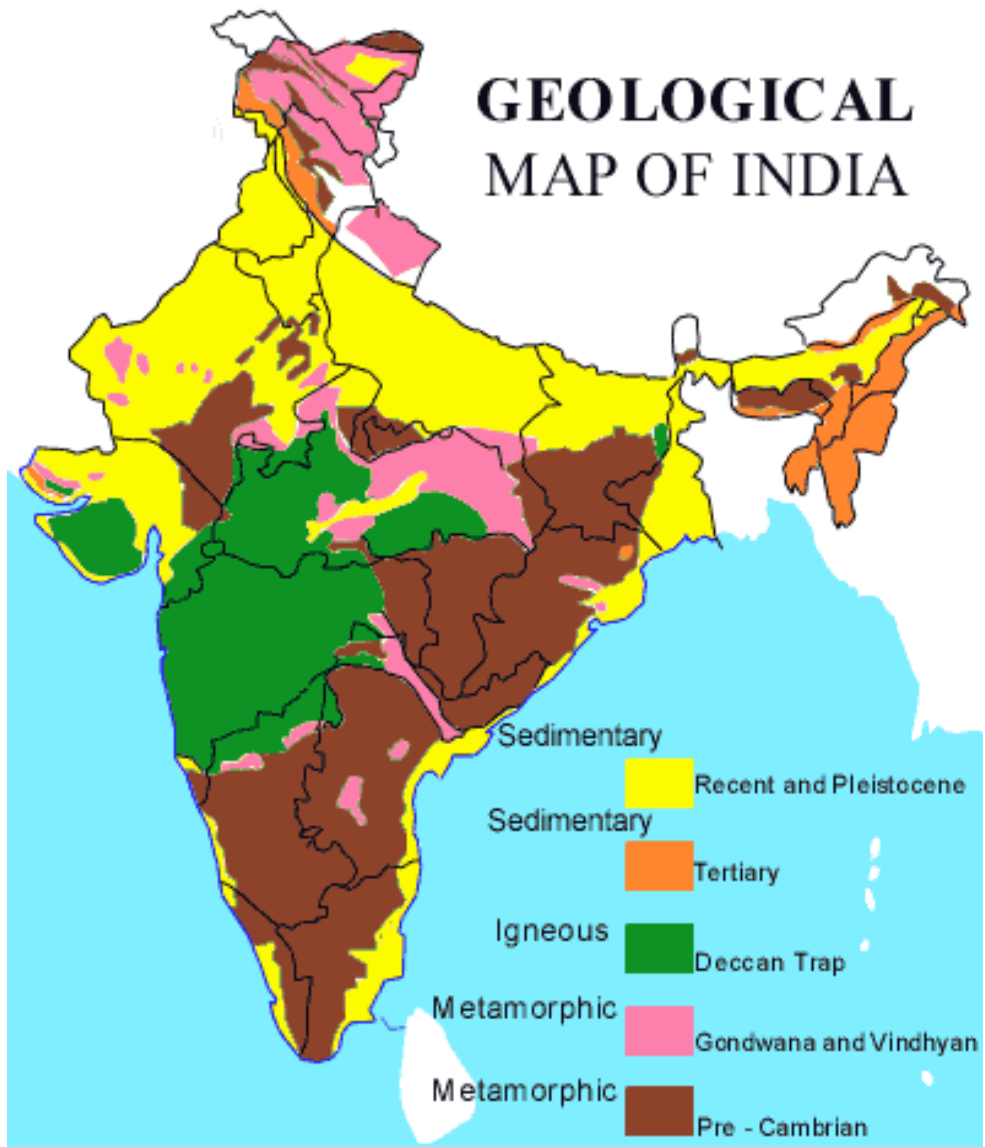 GEOLOGICAL
MAP OF INDIA
Sedimentary
Recent and Pleistocene
Sedimentary
Tertiary
Igneous
Deccan Trap
Metamorphic
Gondwana and Vindhyan
Metamorphic
Pre - Cambrian